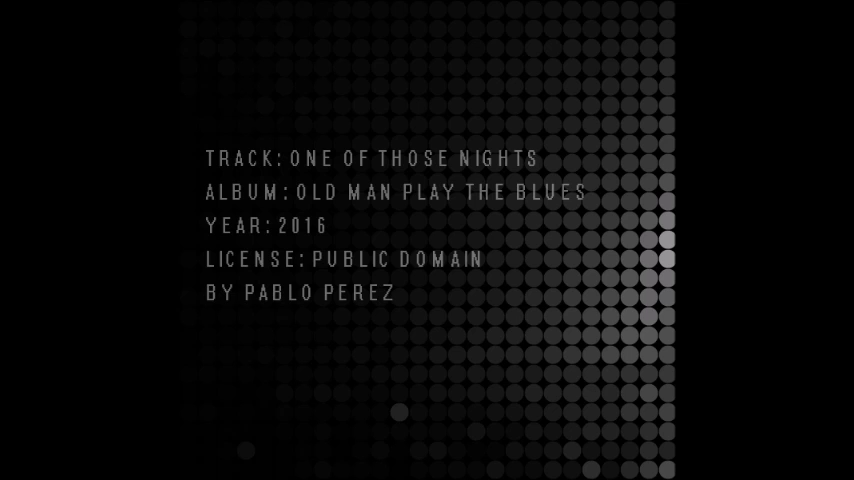 TRACK: ONE OF THOSE NIGHTS
ALBUM: OLD MAN PLAY THE BLUES
YEAR: 2016
LICENSE: PUBLIC DOMAIN
BY PABLO PEREZ